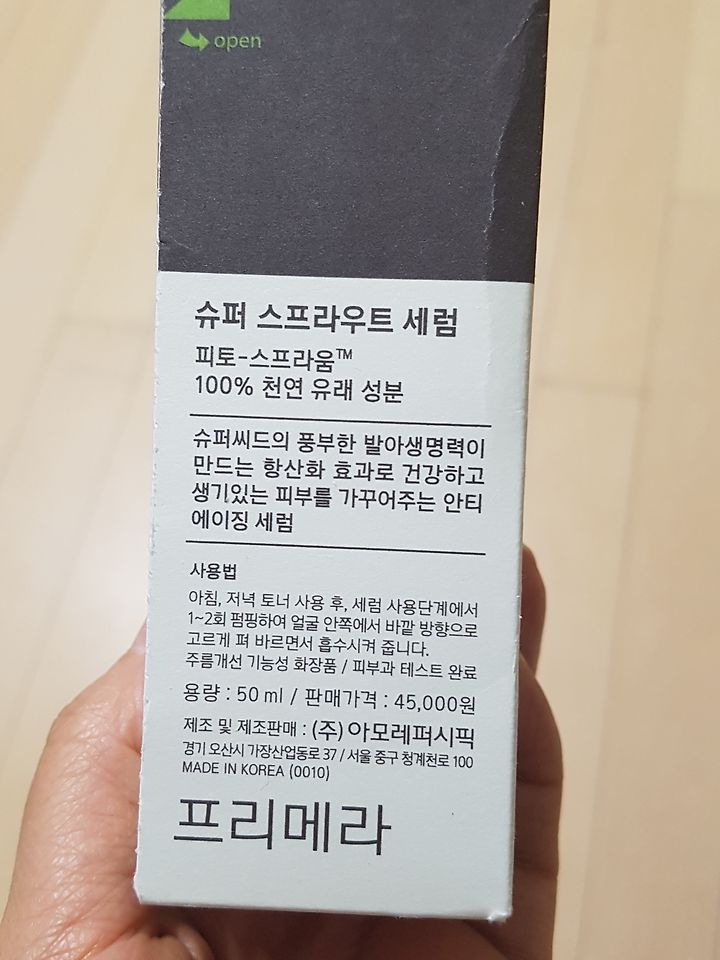 open
슈퍼 스프라우트 세럼
피토-스프라움™
100% 천연 유래 성분
슈퍼씨드의 풍부한 발아생명력이
만드는 항산화 효과로 건강하고
생기있는 피부를 가꾸어주는 안티
에이징 세럼
사용법
아침, 저녁 토너 사용 후, 세럼 사용단계에서
1~2회 펌핑하여 얼굴 안쪽에서 바깥 방향으로
고르게 펴 바르면서 흡수시켜 줍니다.
주름개선 기능성 화장품 / 피부과 테스트 완료
용량 : 50 ml / 판매가격 : 45,000원
제조 및 제조판매 : (주)아모레퍼시픽
경기 오산시 가장산업동로 37 / 서울 중구 청계천로 100
MADE IN KOREA (0010)
프리메라